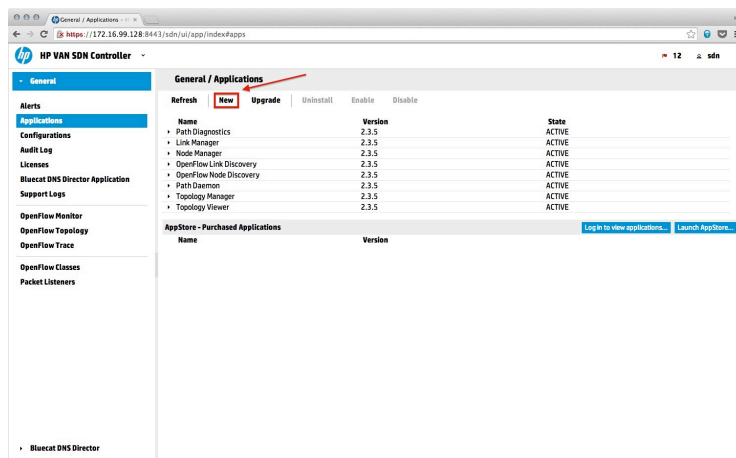 General / Applications
https://172.16.99.128:8443/sdn/ui/app/index#apps
hp HP VAN SDN Controller
12 sdn
General
General / Applications
Refresh New Upgrade Uninstall Enable Disable
Alerts
Applications
Configurations
Audit Log
Licenses
Bluecat DNS Director Application
Support Logs
OpenFlow Monitor
OpenFlow Topology
OpenFlow Trace
OpenFlow Classes
Packet Listeners
Bluecat DNS Director
Name Version State
Path Diagnostics 2.3.5 ACTIVE
Link Manager 2.3.5 ACTIVE
Node Manager 2.3.5 ACTIVE
OpenFlow Link Discovery 2.3.5 ACTIVE
OpenFlow Node Discovery 2.3.5 ACTIVE
Path Daemon 2.3.5 ACTIVE
Topology Manager 2.3.5 ACTIVE
Topology Viewer 2.3.5 ACTIVE
AppStore - Purchased Applications Log in to view applications... Launch AppStore...
Name Version